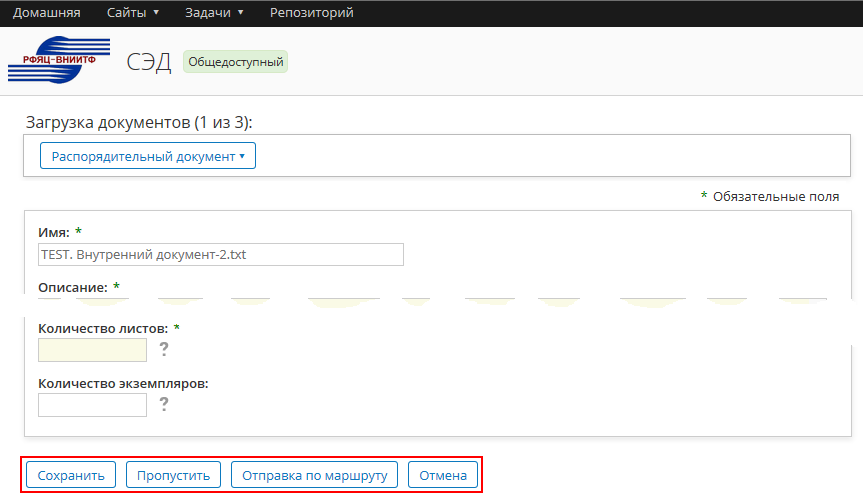 Домашняя Сайты ▾ Задачи ▾ Репозиторий
РФЯЦ-ВНИИТФ СЭД Общедоступный
Загрузка документов (1 из 3):
Распорядительный документ ▾
* Обязательные поля
Имя: *
TEST. Внутренний документ-2.txt
Описание: *
Количество листов: *
?
Количество экземпляров:
?
Сохранить Пропустить Отправка по маршруту Отмена